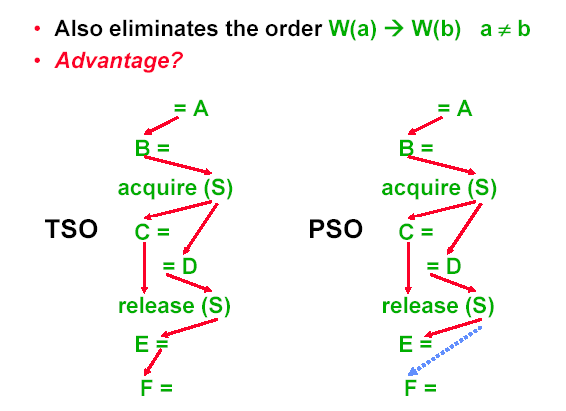 • Also eliminates the order W(a) → W(b) a ≠ b
• Advantage?
= A = A
B = B =
acquire (S) acquire (S)
TSO C = PSO C =
= D = D
release (S) release (S)
E = E =
F = F =